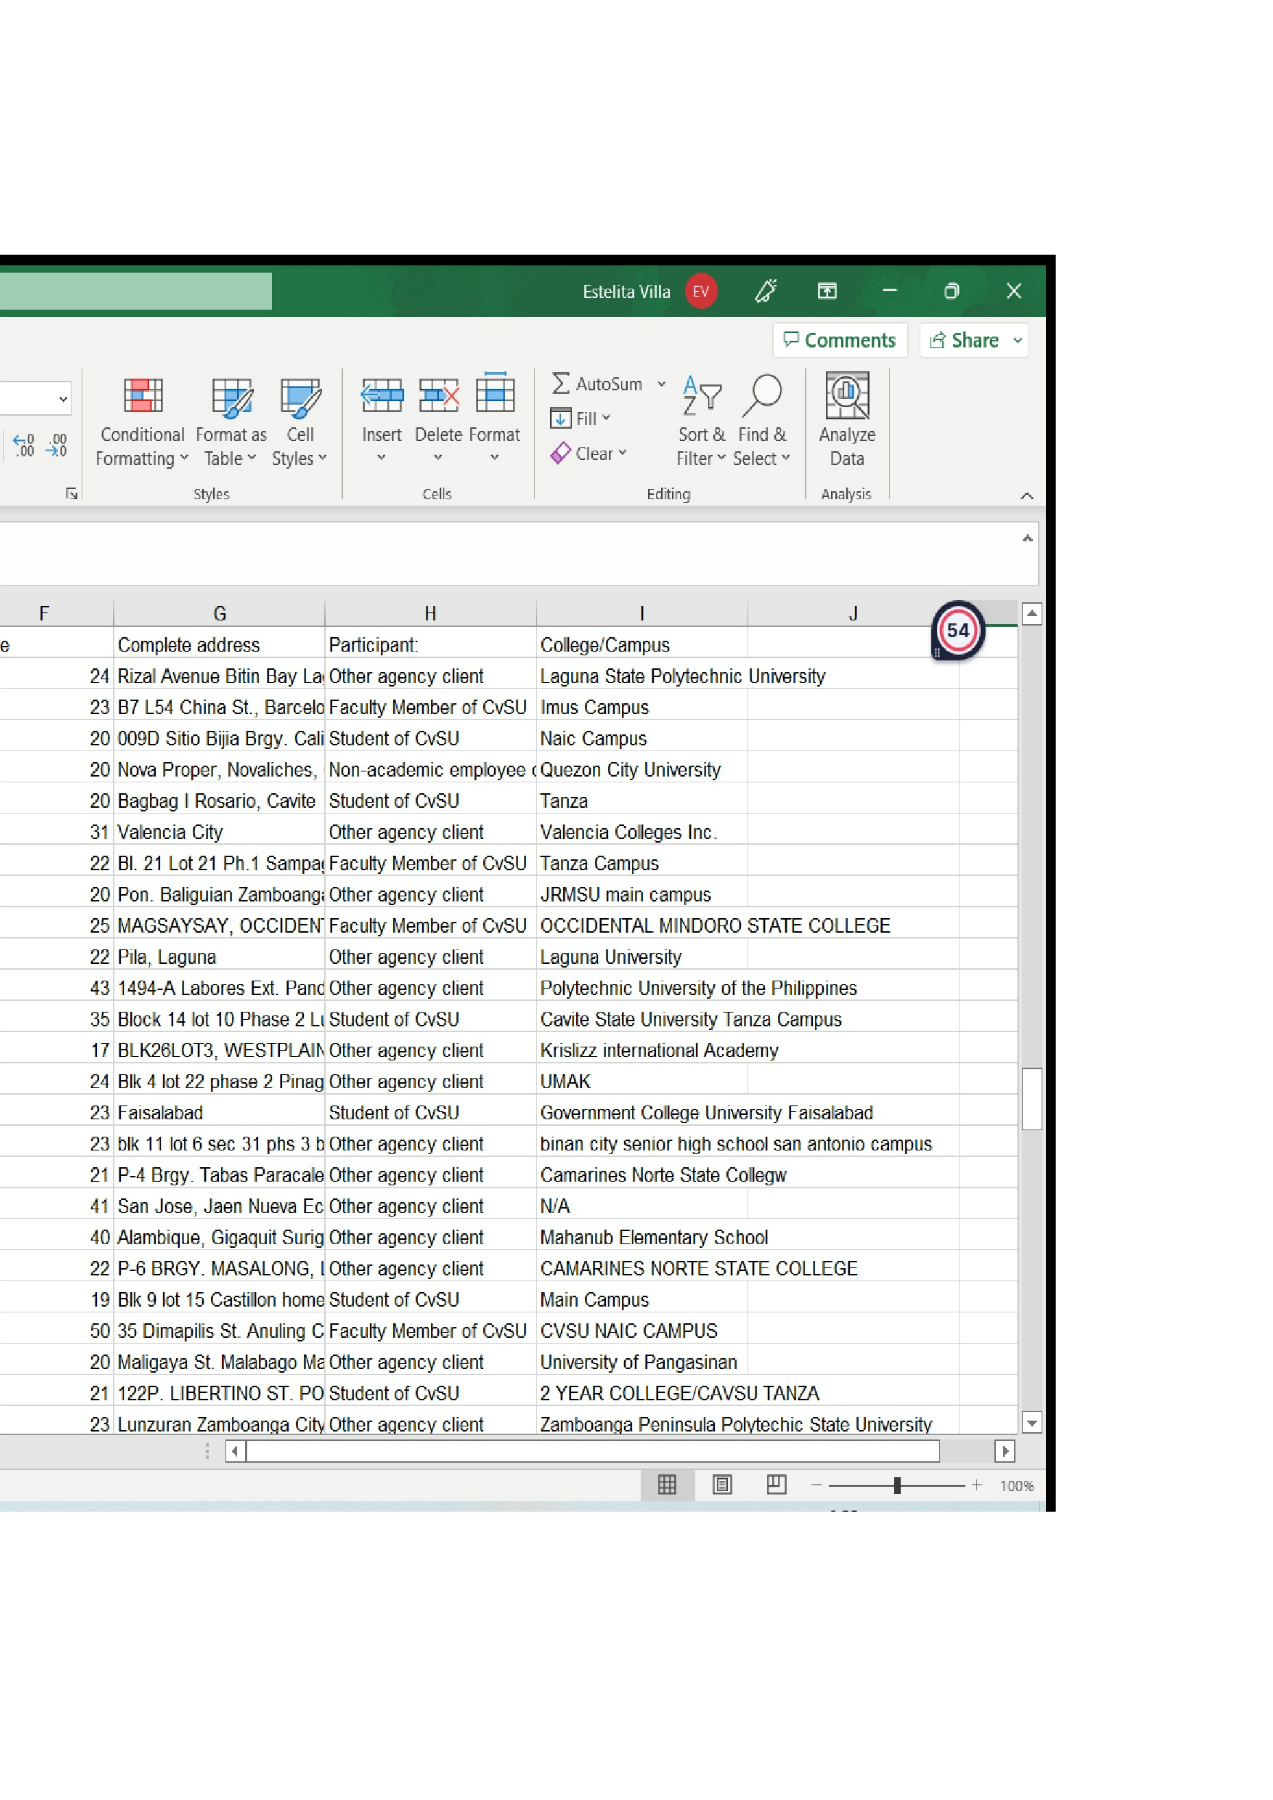 Estelita Villa EV
Comments Share
AutoSum
Fill
Clear
Conditional Formatting
Format as Table
Cell Styles
Insert
Delete
Format
Sort & Filter
Find & Select
Analyze Data
Styles Cells Editing Analysis
F G H I J
54
e Complete address Participant: College/Campus
24 Rizal Avenue Bitin Bay La Other agency client Laguna State Polytechnic University
23 B7 L54 China St., Barcelo Faculty Member of CvSU Imus Campus
20 009D Sitio Bijia Brgy. Cali Student of CvSU Naic Campus
20 Nova Proper, Novaliches, Non-academic employee Quezon City University
20 Bagbag I Rosario, Cavite Student of CvSU Tanza
31 Valencia City Other agency client Valencia Colleges Inc.
22 Bl. 21 Lot 21 Ph.1 Sampa Faculty Member of CvSU Tanza Campus
20 Pon. Baliguian Zamboang Other agency client JRMSU main campus
25 MAGSAYSAY, OCCIDENT Faculty Member of CvSU OCCIDENTAL MINDORO STATE COLLEGE
22 Pila, Laguna Other agency client Laguna University
43 1494-A Labores Ext. Pand Other agency client Polytechnic University of the Philippines
35 Block 14 lot 10 Phase 2 L Student of CvSU Cavite State University Tanza Campus
17 BLK26LOT3, WESTPLAIN Other agency client Krislizz international Academy
24 Blk 4 lot 22 phase 2 Pinag Other agency client UMAK
23 Faisalabad Student of CvSU Government College University Faisalabad
23 blk 11 lot 6 sec 31 phs 3 b Other agency client binan city senior high school san antonio campus
21 P-4 Brgy. Tabas Paracale Other agency client Camarines Norte State Collegw
41 San Jose, Jaen Nueva Ec Other agency client N/A
40 Alambique, Gigaquit Surig Other agency client Mahanub Elementary School
22 P-6 BRGY. MASALONG, Other agency client CAMARINES NORTE STATE COLLEGE
19 Blk 9 lot 15 Castillon home Student of CvSU Main Campus
50 35 Dimapilis St. Anuling C Faculty Member of CvSU CVSU NAIC CAMPUS
20 Maligaya St. Malabago Ma Other agency client University of Pangasinan
21 122P. LIBERTINO ST. PO Student of CvSU 2 YEAR COLLEGE/CAVSU TANZA
23 Lunzuran Zamboanga City Other agency client Zamboanga Peninsula Polytechic State University
100%